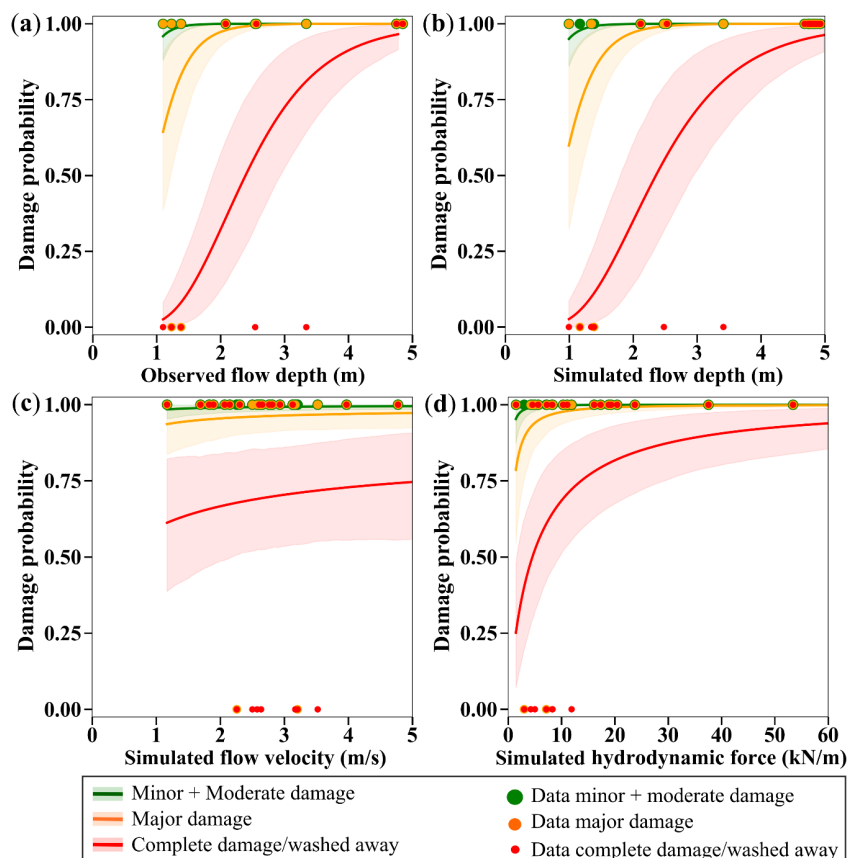 (a)
1.00
0.75
0.50
0.25
0.00
Damage probability
0 1 2 3 4 5
Observed flow depth (m)
(b)
1.00
0.75
0.50
0.25
0.00
Damage probability
0 1 2 3 4 5
Simulated flow depth (m)
(c)
1.00
0.75
0.50
0.25
0.00
Damage probability
0 1 2 3 4 5
Simulated flow velocity (m/s)
(d)
1.00
0.75
0.50
0.25
0.00
Damage probability
0 10 20 30 40 50 60
Simulated hydrodynamic force (kN/m)
Minor + Moderate damage
Major damage
Complete damage/washed away
Data minor + moderate damage
Data major damage
Data complete damage/washed away